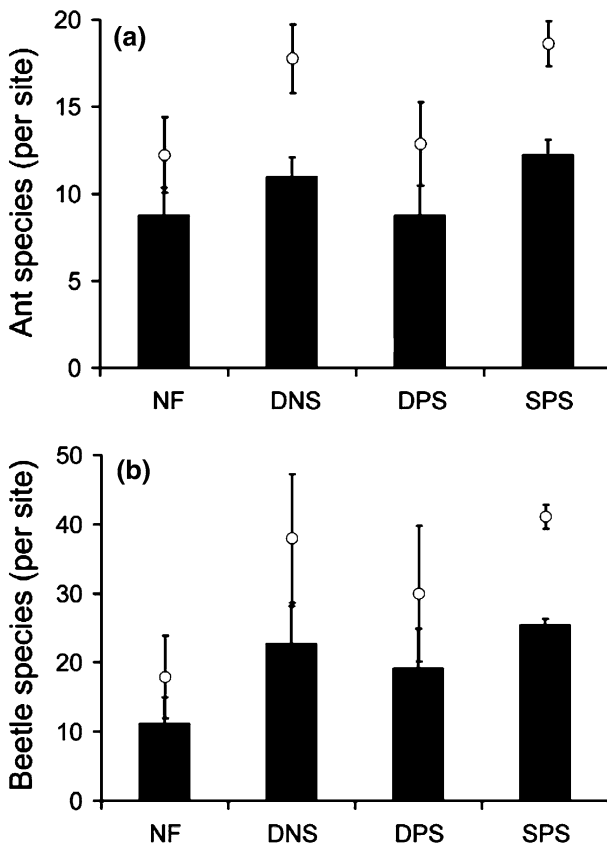 (a)
Ant species (per site)
20
15
10
5
0
NF DNS DPS SPS
(b)
Beetle species (per site)
50
40
30
20
10
0
NF DNS DPS SPS